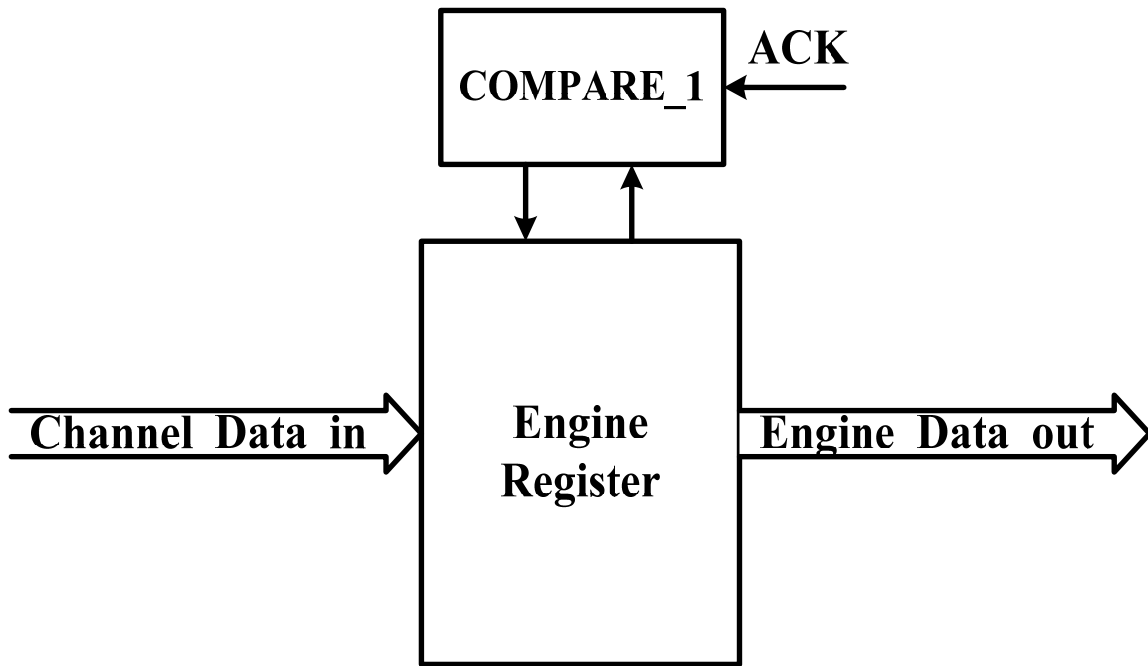 ACK
COMPARE_1
Channel Data in
Engine
Register
Engine Data out